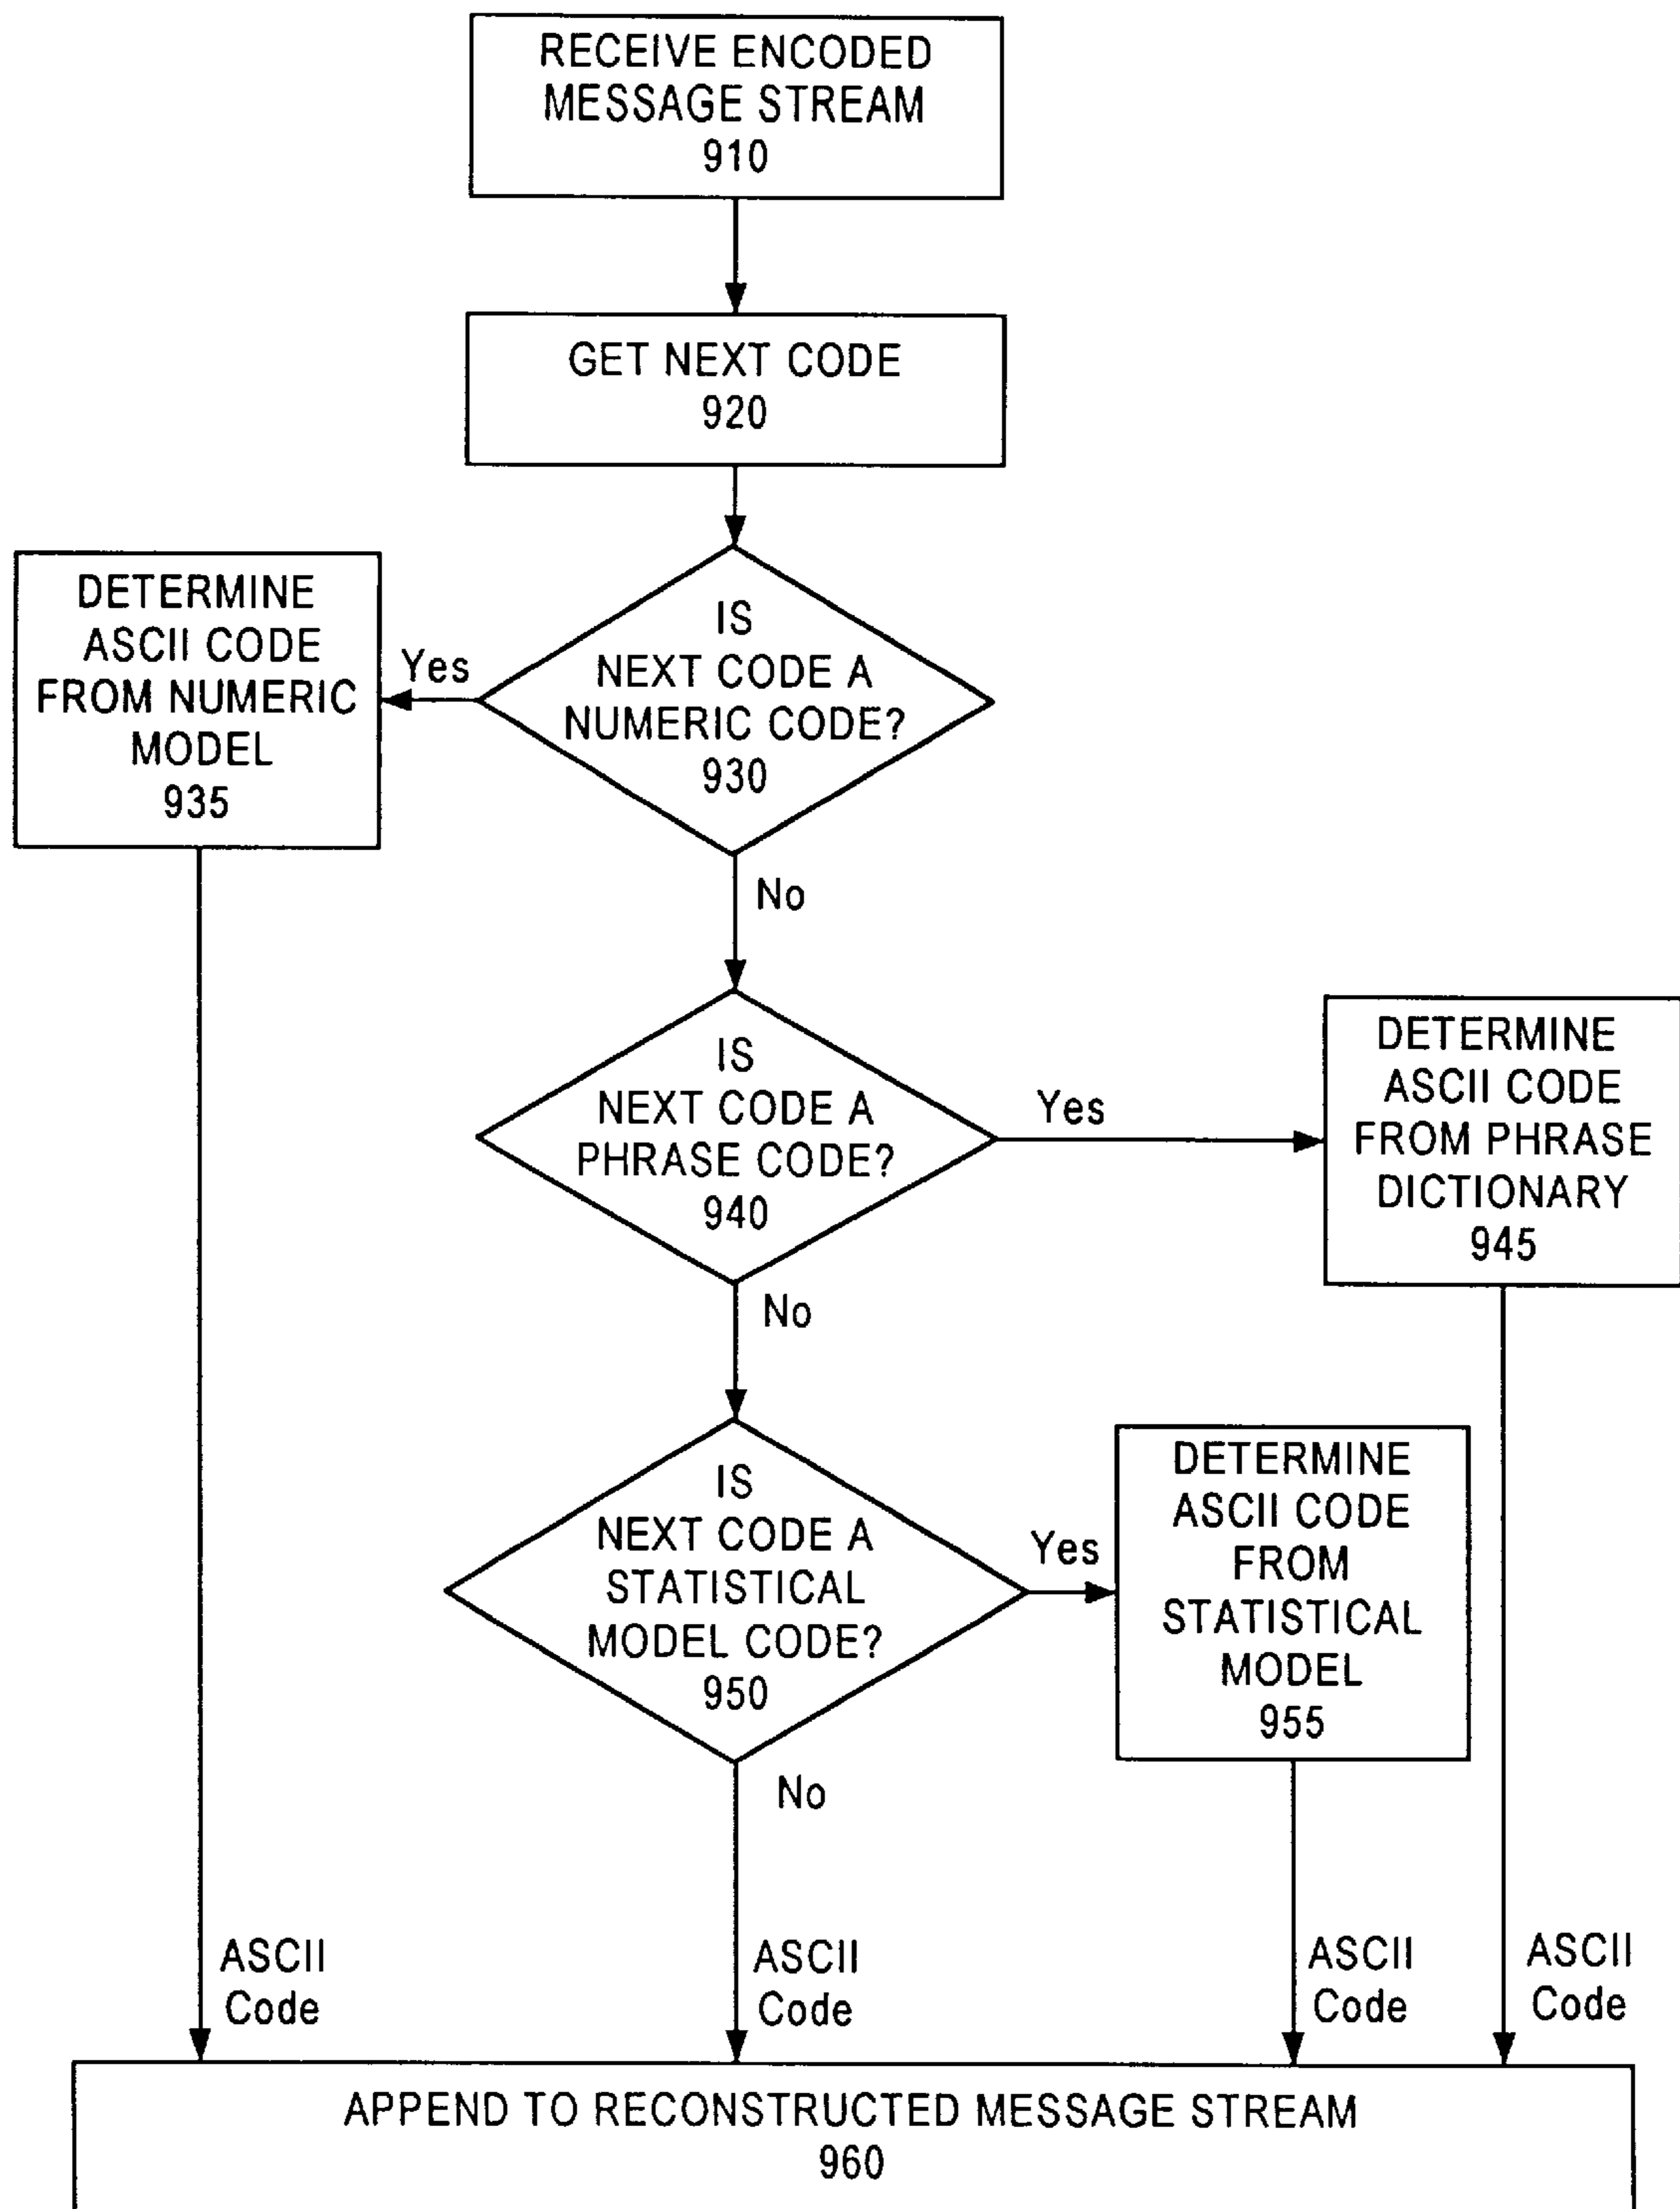 RECEIVE ENCODED
MESSAGE STREAM
910
GET NEXT CODE
920
DETERMINE
ASCII CODE
FROM NUMERIC
MODEL
935
Yes
IS
NEXT CODE A
NUMERIC CODE?
930
No
IS
NEXT CODE A
PHRASE CODE?
940
Yes
DETERMINE
ASCII CODE
FROM PHRASE
DICTIONARY
945
No
IS
NEXT CODE A
STATISTICAL
MODEL CODE?
950
Yes
DETERMINE
ASCII CODE
FROM
STATISTICAL
MODEL
955
No
ASCII
Code
ASCII
Code
ASCII
Code
ASCII
Code
APPEND TO RECONSTRUCTED MESSAGE STREAM
960